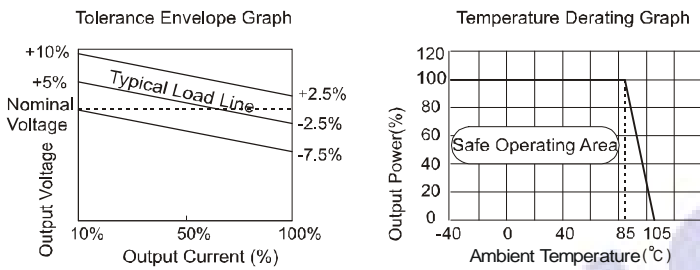 Tolerance Envelope Graph
+10%
+5%
Nominal
Voltage
Typical Load Line
+2.5%
-2.5%
-7.5%
Output Voltage
10%
50%
100%
Output Current (%)
Temperature Derating Graph
120
100
80
60
40
20
0
Output Power(%)
Safe Operating Area
-40
0
40
85
105
Ambient Temperature(℃)